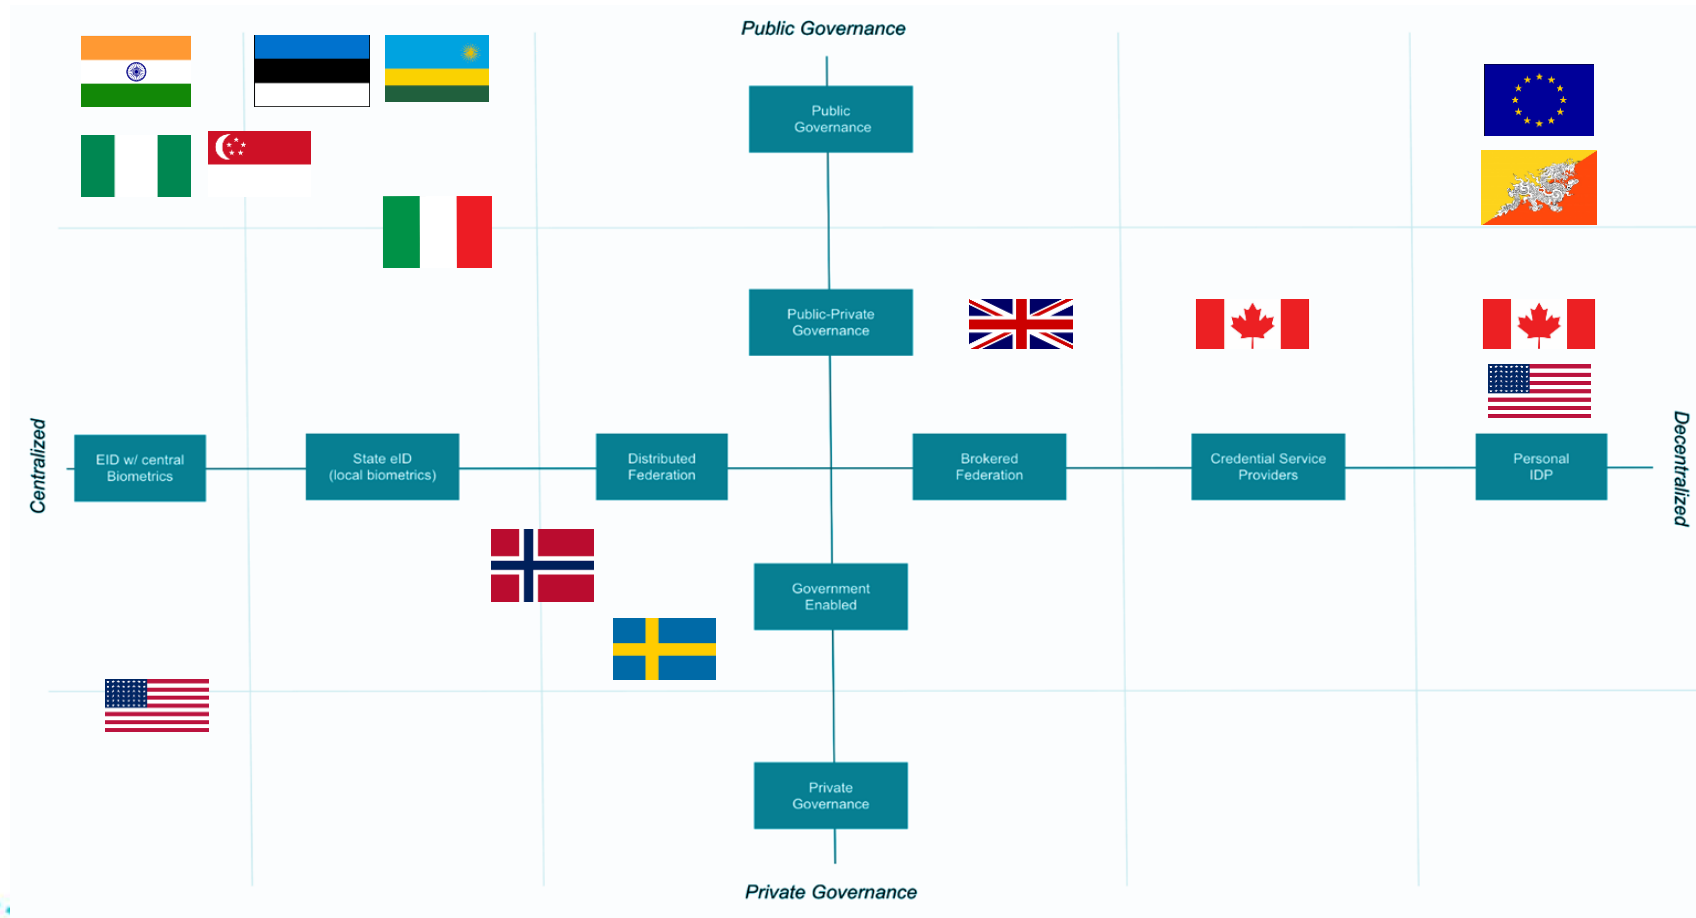 Public Governance
Public
Governance
Public-Private
Governance
Centralized
EID w/ central
Biometrics
State eID
(local biometrics)
Distributed
Federation
Brokered
Federation
Credential Service
Providers
Personal
IDP
Decentralized
Government
Enabled
Private
Governance
Private Governance